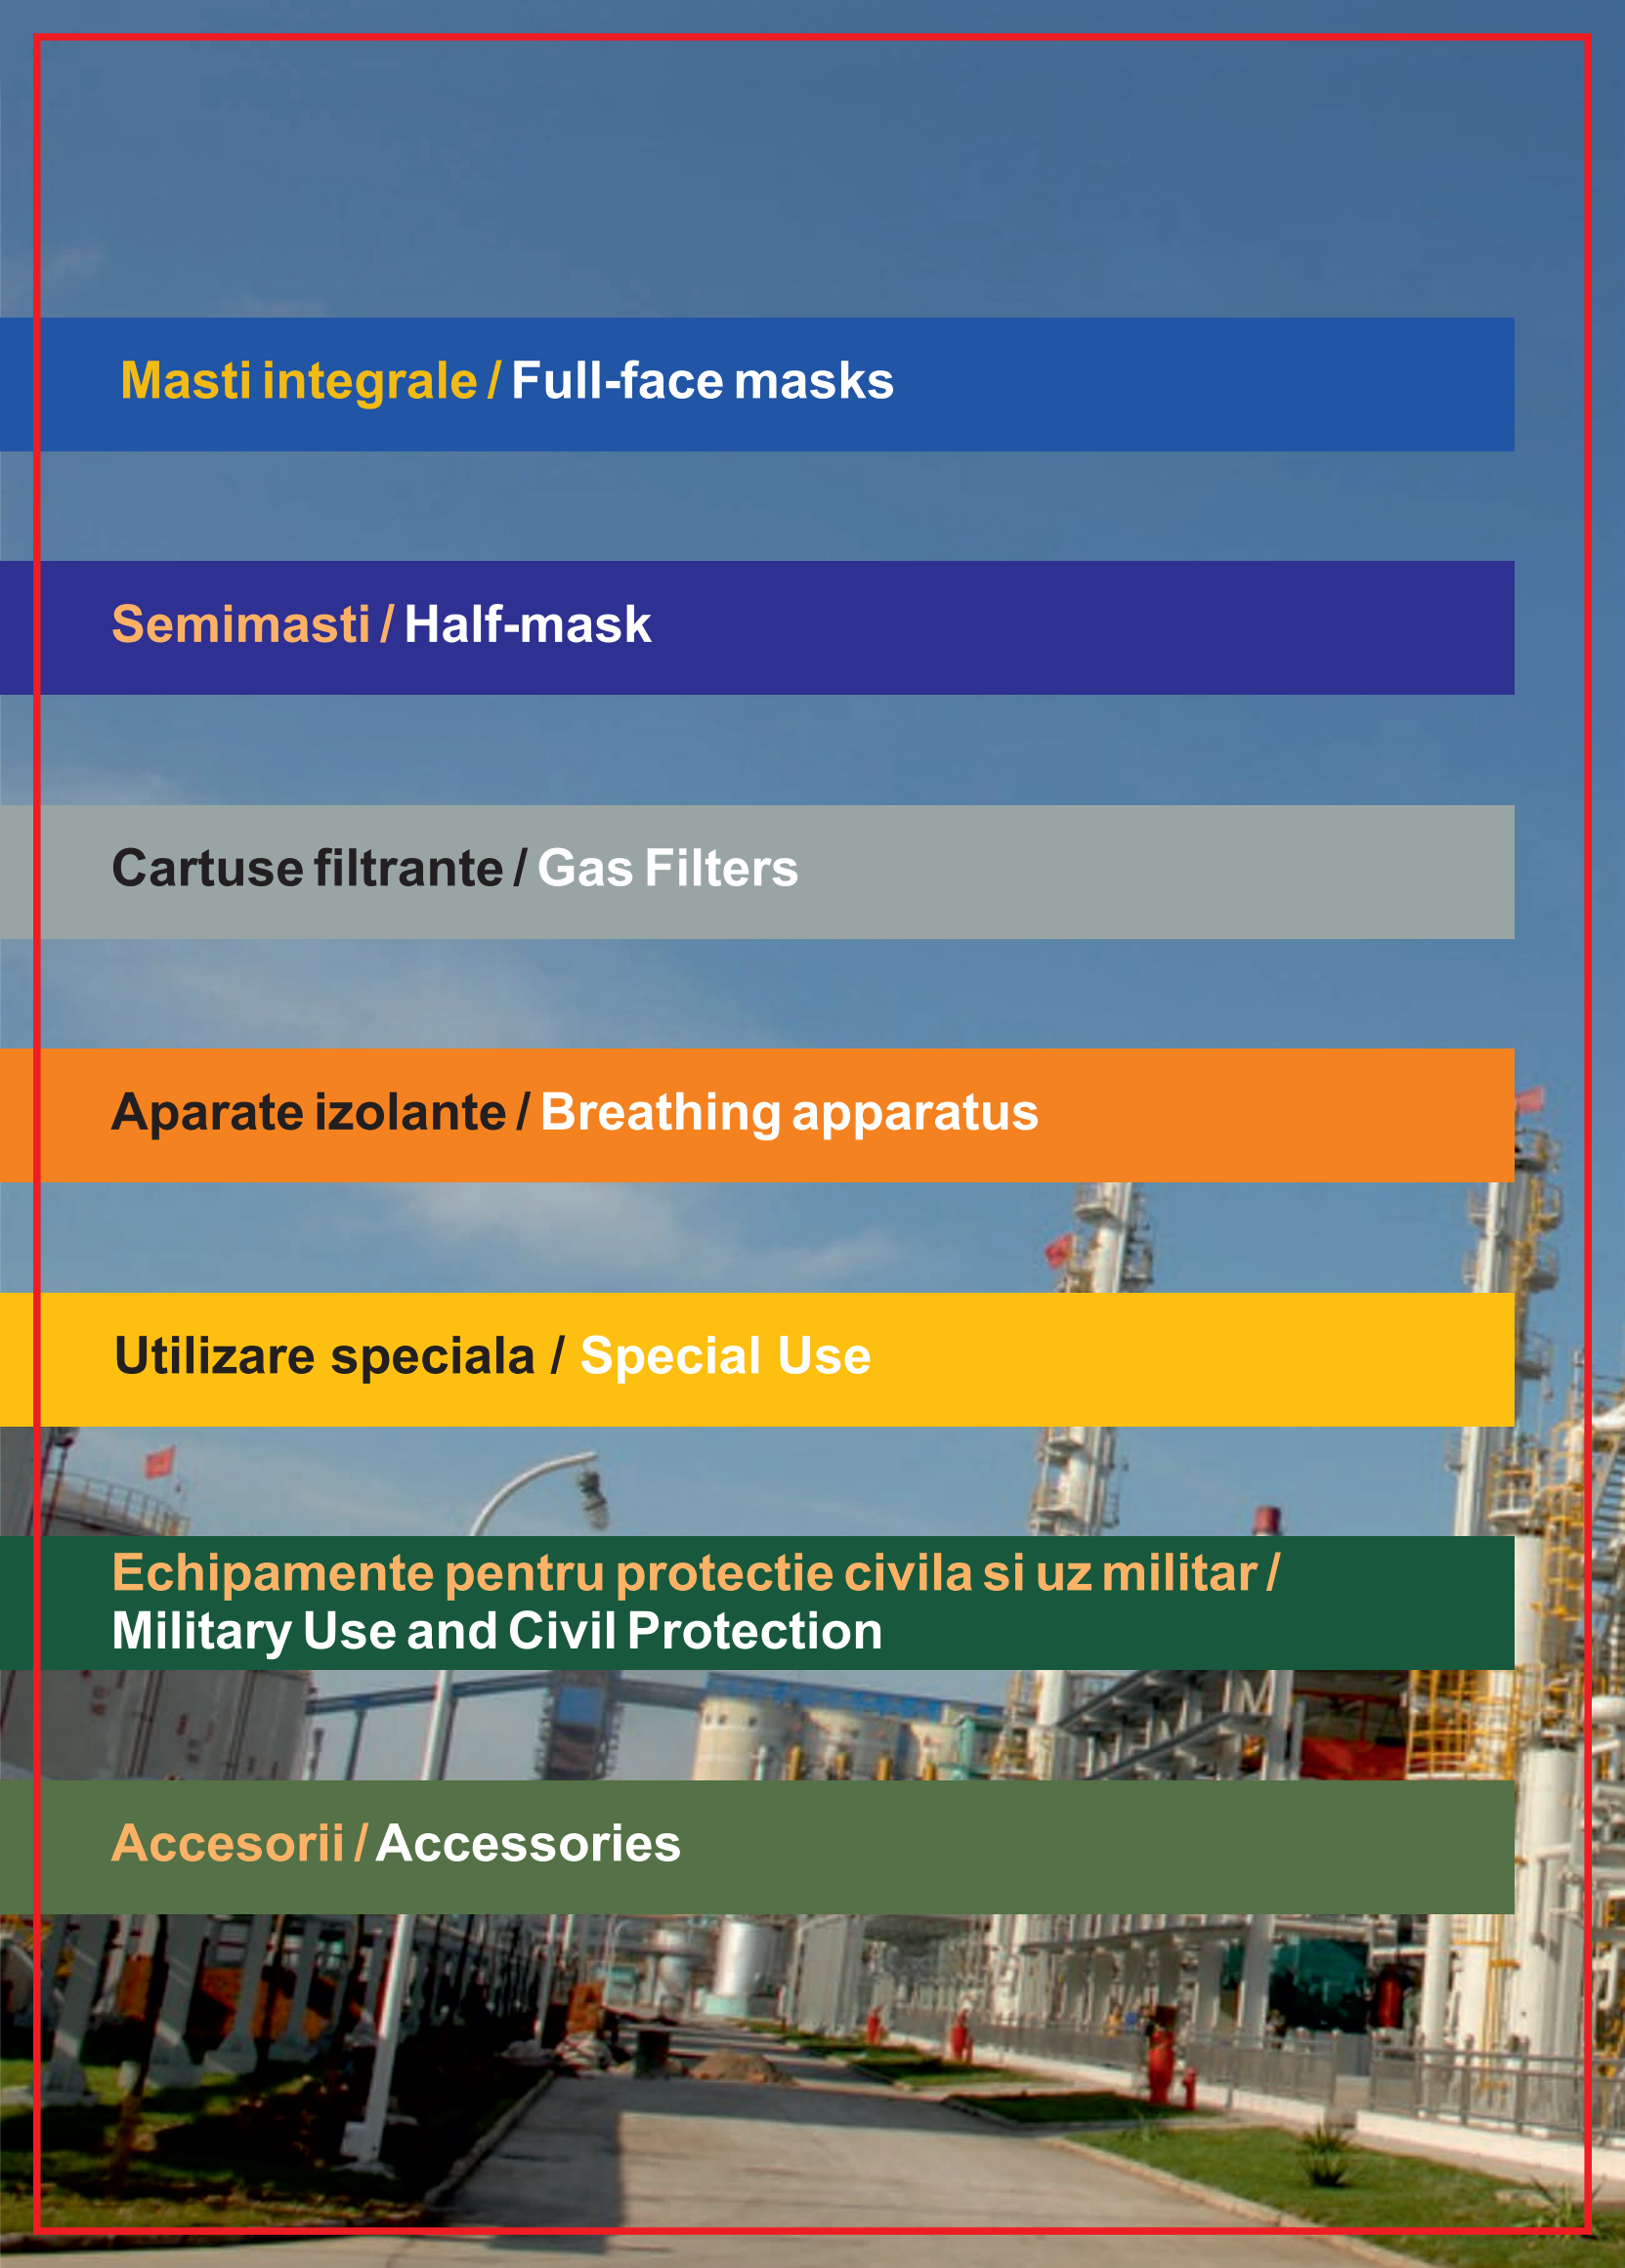 Masti integrale / Full-face masks
Semimasti / Half-mask
Cartuse filtrante / Gas Filters
Aparate izolante / Breathing apparatus
Utilizare speciala / Special Use
Echipamente pentru protectie civila si uz militar /
Military Use and Civil Protection
Accesorii / Accessories